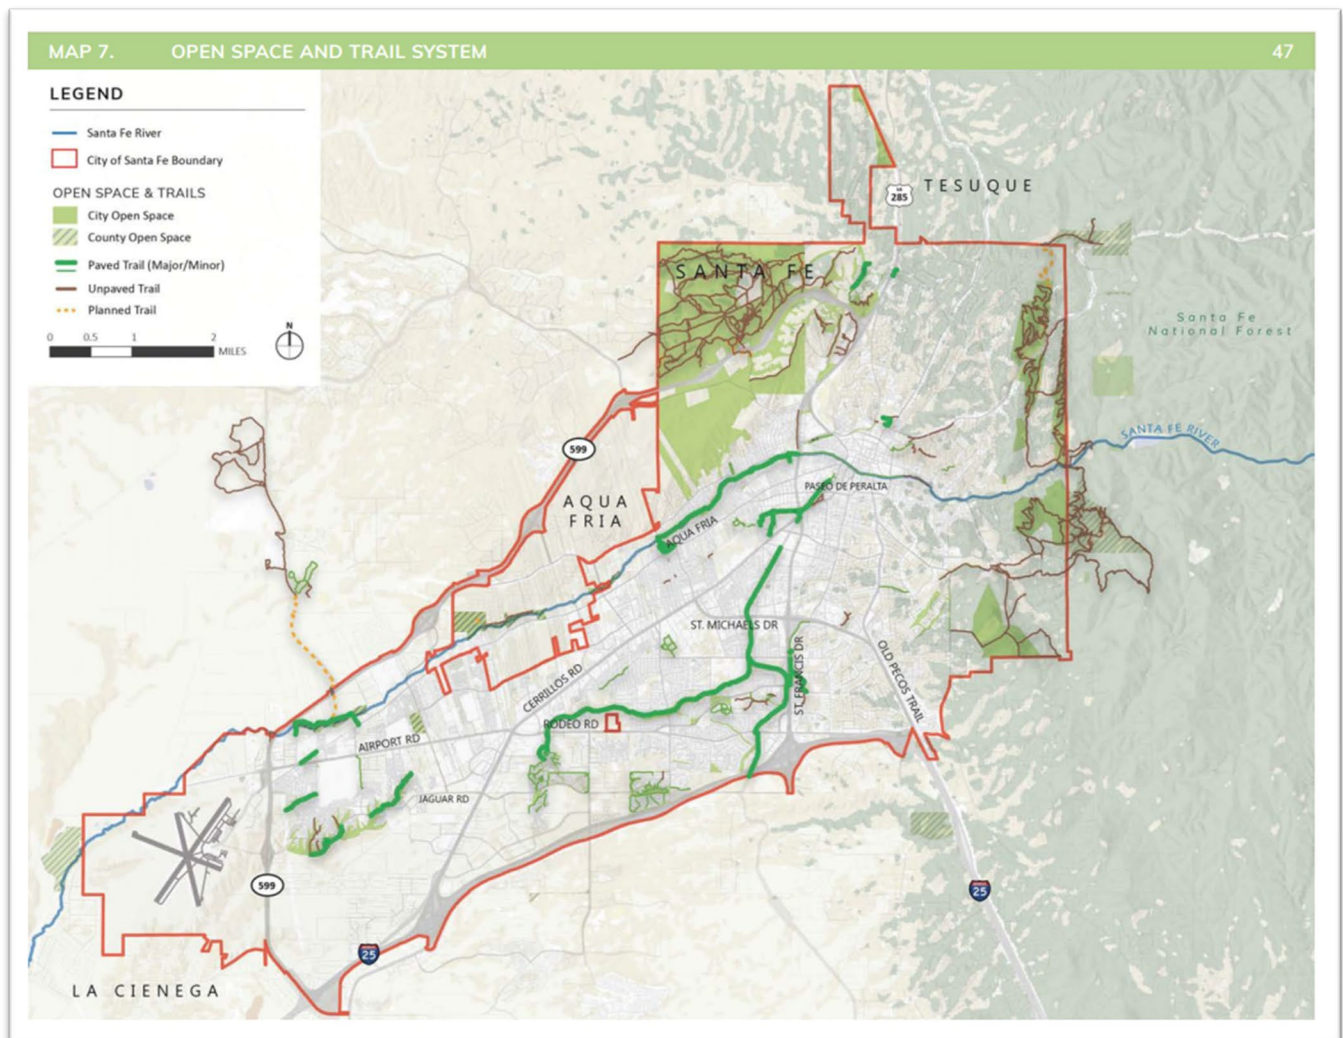 MAP 7. OPEN SPACE AND TRAIL SYSTEM 47
LEGEND
Santa Fe River
City of Santa Fe Boundary
OPEN SPACE & TRAILS
City Open Space
County Open Space
Paved Trail (Major/Minor)
Unpaved Trail
Planned Trail
0 0.5 1 2
MILES
N
TESUQUE
US
285
SANTA FE
Santa Fe
National Forest
SANTA FE RIVER
599
AQUA
FRIA
PASEO DE PERALTA
AQUA FRIA
ST. MICHAELS DR
ST. FRANCIS DR
OLD PECOS TRAIL
CERRILLOS RD
RODEO RD
AIRPORT RD
JAGUAR RD
599
25
25
LA CIENEGA